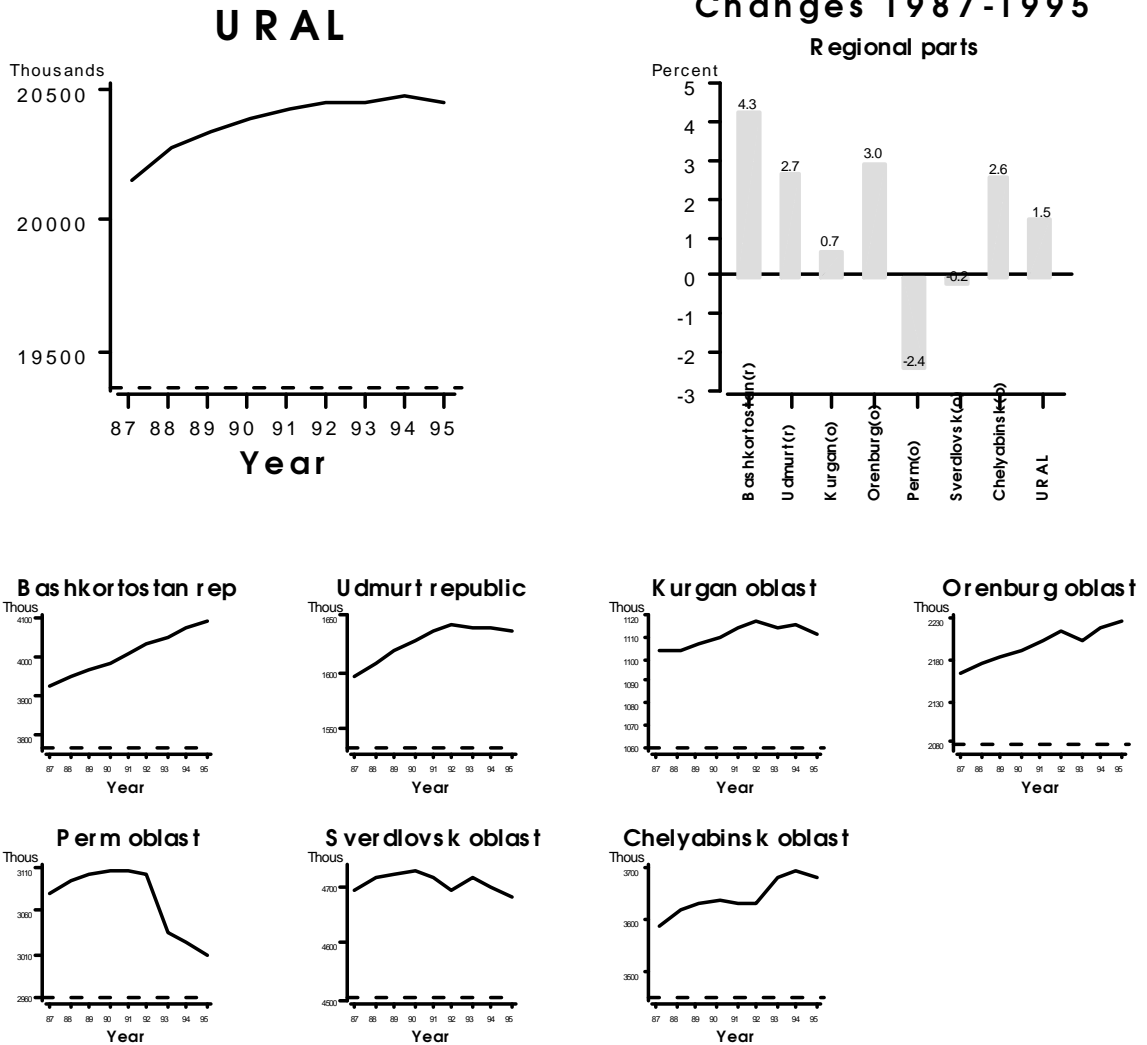 URAL
Thousands
20500
20000
19500
87 88 89 90 91 92 93 94 95
Year
Changes 1987-1995
Regional parts
Percent
5
4
3
2
1
0
-1
-2
-3
4.3
2.7
0.7
3.0
-2.4
-0.2
2.6
1.5
Bashkortostan(r)
Udmurt(r)
Kurgan(o)
Orenburg(o)
Perm(o)
Sverdlovsk(o)
Chelyabinsk(o)
URAL
Bashkortostan rep
Thous
4100
4000
3900
3800
87 88 89 90 91 92 93 94 95
Year
Udmurt republic
Thous
1650
1600
1550
87 88 89 90 91 92 93 94 95
Year
Kurgan oblast
Thous
1120
1110
1100
1090
1080
1070
1060
87 88 89 90 91 92 93 94 95
Year
Orenburg oblast
Thous
2230
2180
2130
2080
87 88 89 90 91 92 93 94 95
Year
Perm oblast
Thous
3110
3060
3010
2960
87 88 89 90 91 92 93 94 95
Year
Sverdlovsk oblast
Thous
4700
4600
4500
87 88 89 90 91 92 93 94 95
Year
Chelyabinsk oblast
Thous
3700
3600
3500
87 88 89 90 91 92 93 94 95
Year